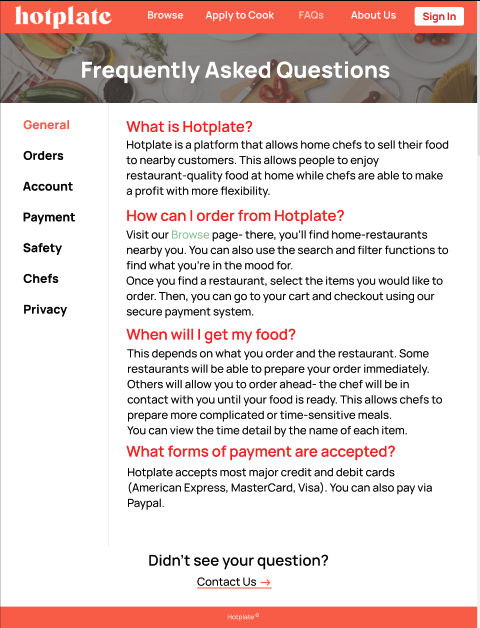 hotplate
Browse
Apply to Cook
FAQs
About Us
Sign In
Frequently Asked Questions
General
Orders
Account
Payment
Safety
Chefs
Privacy
What is Hotplate?
Hotplate is a platform that allows home chefs to sell their food
to nearby customers. This allows people to enjoy
restaurant-quality food at home while chefs are able to make
a profit with more flexibility.
How can I order from Hotplate?
Visit our Browse page- there, you'll find home-restaurants
nearby you. You can also use the search and filter functions to
find what you're in the mood for.
Once you find a restaurant, select the items you would like to
order. Then, you can go to your cart and checkout using our
secure payment system.
When will I get my food?
This depends on what you order and the restaurant. Some
restaurants will be able to prepare your order immediately.
Others will allow you to order ahead- the chef will be in
contact with you until your food is ready. This allows chefs to
prepare more complicated or time-sensitive meals.
You can view the time detail by the name of each item.
What forms of payment are accepted?
Hotplate accepts most major credit and debit cards
(American Express, MasterCard, Visa). You can also pay via
Paypal.
Didn't see your question?
Contact Us →
Hotplate ©